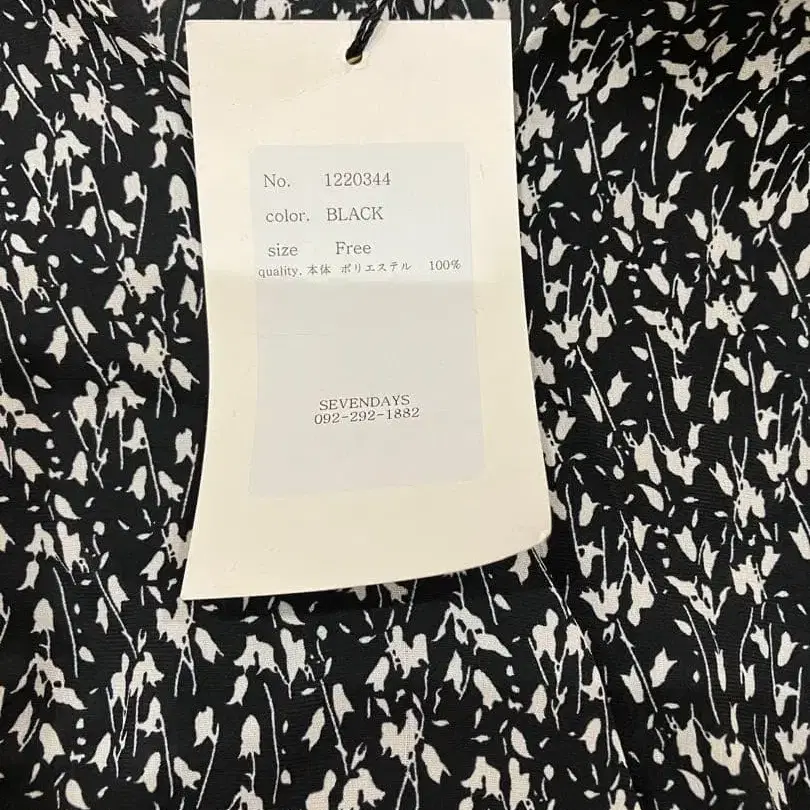 No. 1220344
color. BLACK
size Free
quality. 本体 ポリエステル 100%
SEVENDAYS
092-292-1882